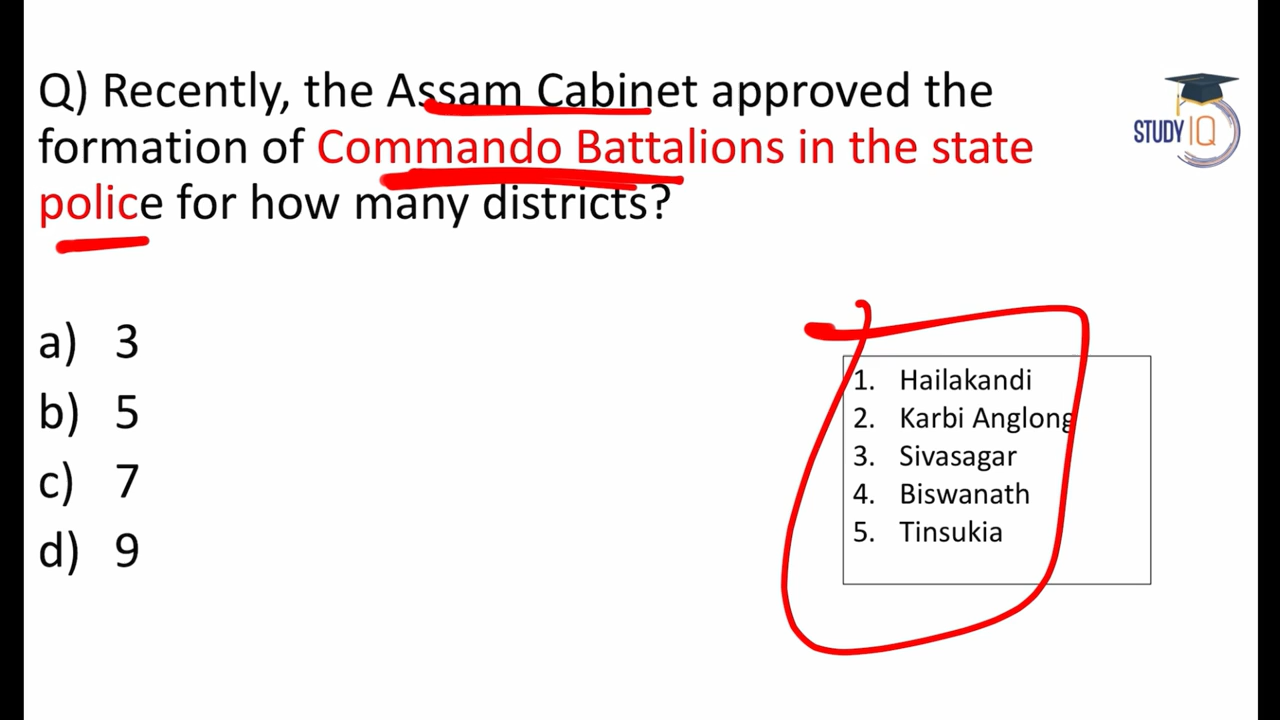 Q) Recently, the Assam Cabinet approved the
formation of Commando Battalions in the state
police for how many districts?
STUDY IQ
a) 3
b) 5
c) 7
d) 9
1. Hailakandi
2. Karbi Anglong
3. Sivasagar
4. Biswanath
5. Tinsukia